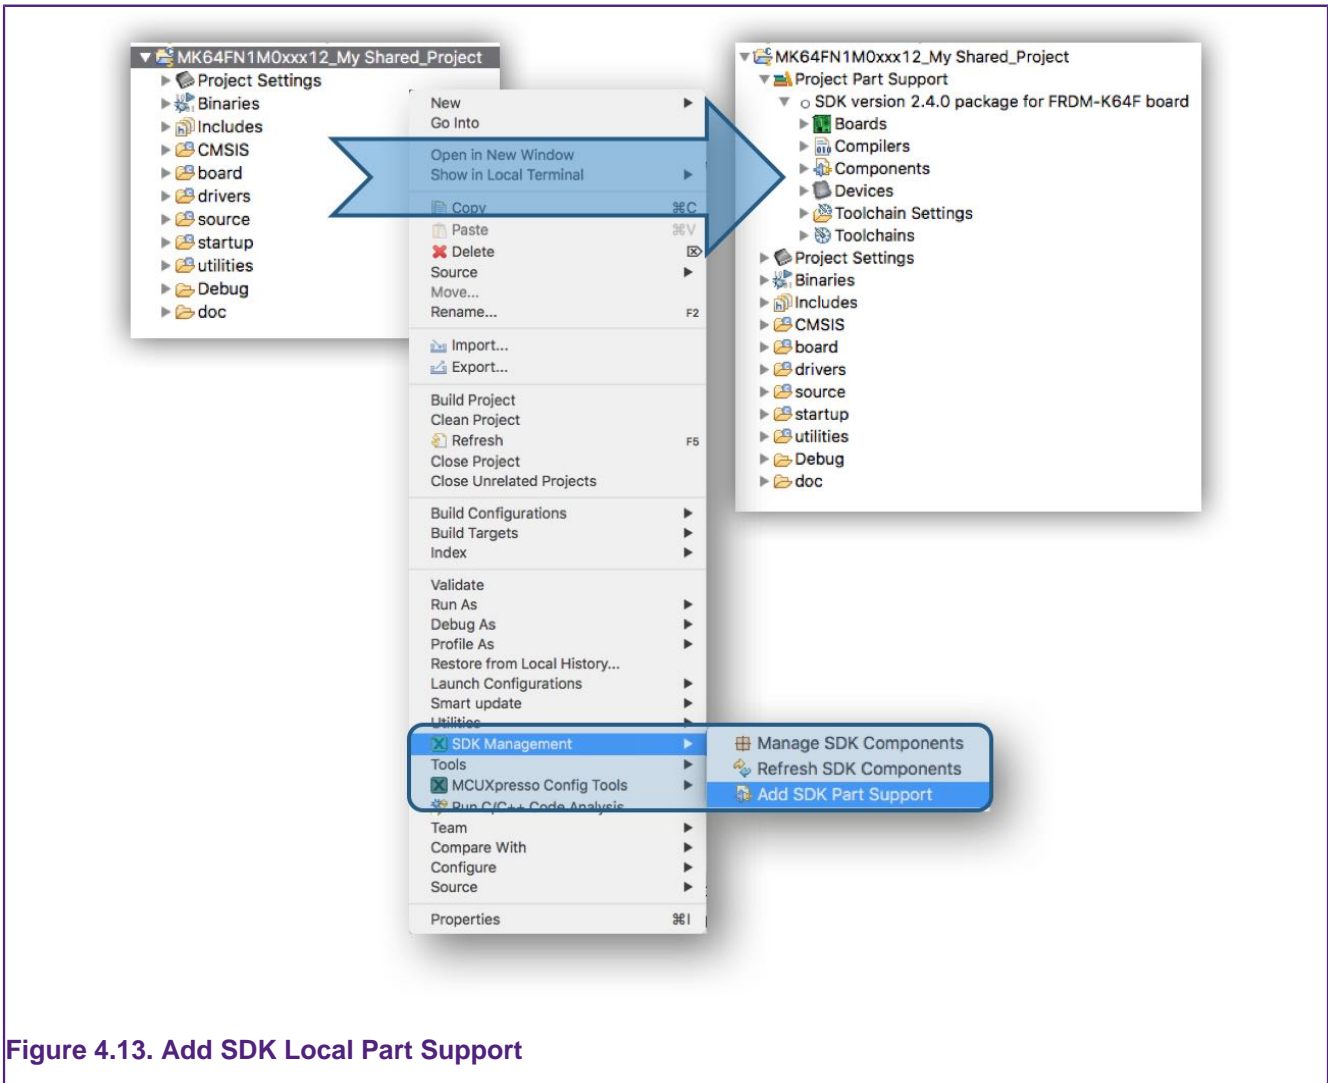 MK64FN1M0xxx12_My Shared_Project
Project Settings
Binaries
Includes
CMSIS
board
drivers
source
startup
utilities
Debug
doc
New
Go Into
Open in New Window
Show in Local Terminal
Copy ⌘C
Paste ⌘V
Delete ⌦
Source
Move...
Rename... F2
Import...
Export...
Build Project
Clean Project
Refresh F5
Close Project
Close Unrelated Projects
Build Configurations
Build Targets
Index
Validate
Run As
Debug As
Profile As
Restore from Local History...
Launch Configurations
Smart update
Utilities
SDK Management
Tools
MCUXpresso Config Tools
Run C/C++ Code Analysis
Team
Compare With
Configure
Source
Properties ⌘I
Manage SDK Components
Refresh SDK Components
Add SDK Part Support
MK64FN1M0xxx12_My Shared_Project
Project Part Support
SDK version 2.4.0 package for FRDM-K64F board
Boards
Compilers
Components
Devices
Toolchain Settings
Toolchains
Project Settings
Binaries
Includes
CMSIS
board
drivers
source
startup
utilities
Debug
doc
Figure 4.13. Add SDK Local Part Support